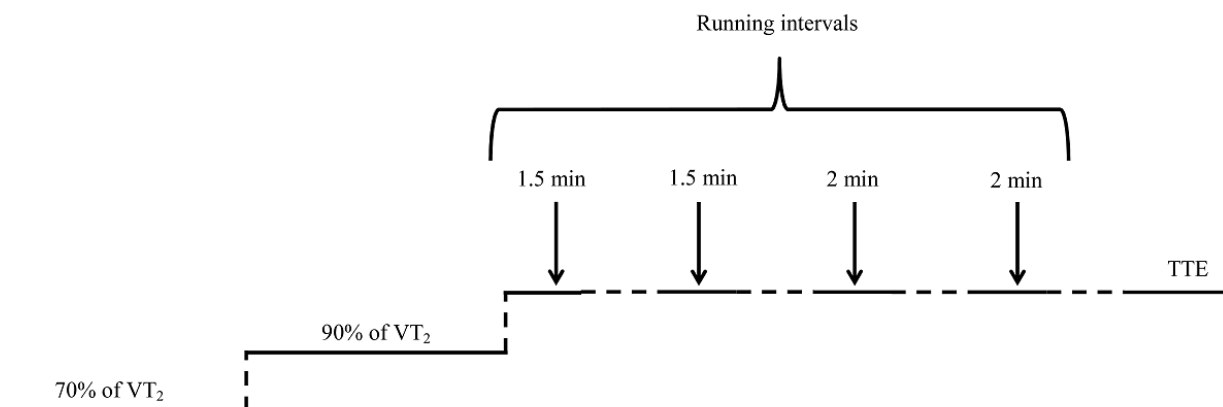 Running intervals
1.5 min
1.5 min
2 min
2 min
TTE
90% of VT₂
70% of VT₂